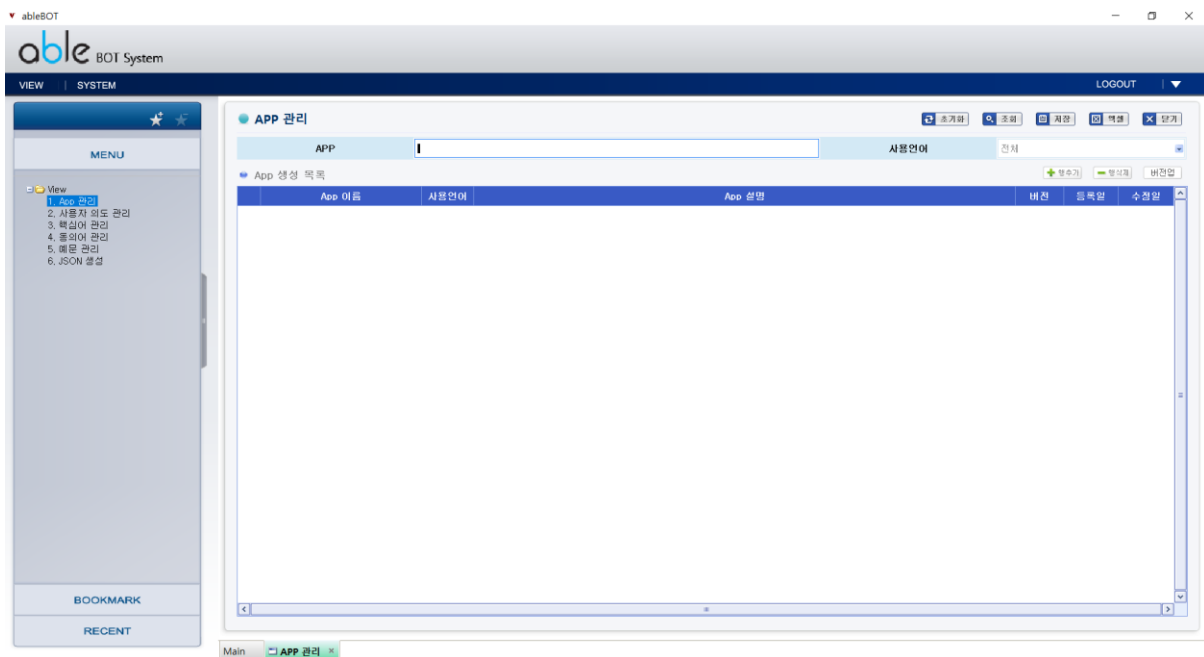 ableBOT
able BOT System
VIEW | SYSTEM
LOGOUT
MENU
View
1. App 관리
2. 사용자 의도 관리
3. 핵심어 관리
4. 동의어 관리
5. 예문 관리
6. JSON 생성
BOOKMARK
RECENT
APP 관리
초기화 조회 저장 엑셀 닫기
APP 사용언어 전체
App 생성 목록
행추가 행삭제 버전업
App 이름 사용언어 App 설명 버전 등록일 수정일
Main APP 관리